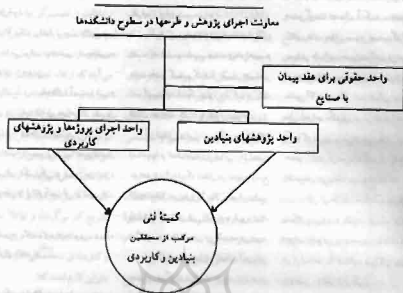 معاونت اجرای پژوهش و طرحها در سطوح دانشکده‌ها
واحد حقوقی برای عقد پیمان
با صنایع
واحد پژوهشهای بنیادین
واحد اجرای پروژه‌ها و پژوهشهای
کاربردی
کمیتهٔ فنی
مرکب از محققین
بنیادین و کاربردی